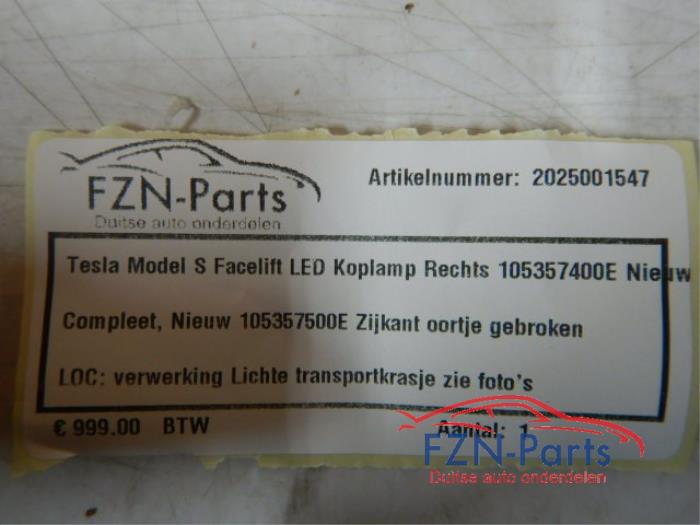 FZN-Parts
Duitse auto onderdelen
Artikelnummer: 2025001547
Tesla Model S Facelift LED Koplamp Rechts 105357400E Nieuw
Compleet, Nieuw 105357500E Zijkant oortje gebroken
LOC: verwerking Lichte transportkrasje zie foto's
€ 999.00 BTW
Aantal: 1
FZN-Parts
Duitse auto onderdelen